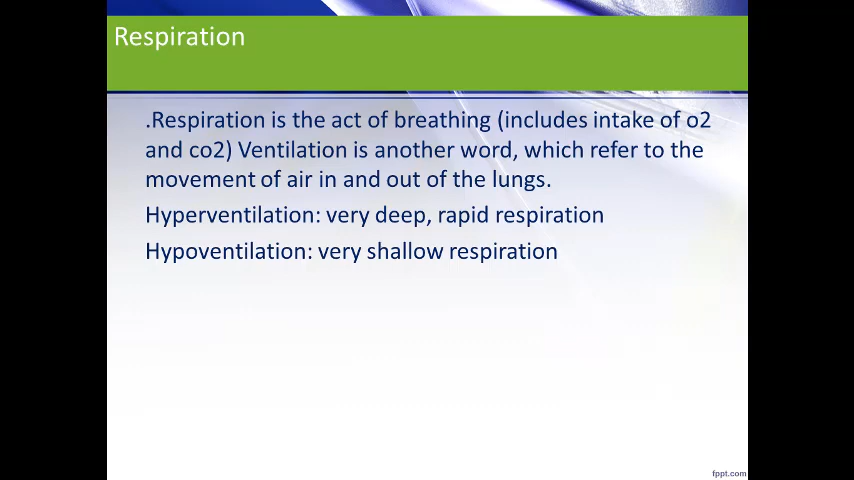 Respiration
.Respiration is the act of breathing (includes intake of o2
and co2) Ventilation is another word, which refer to the
movement of air in and out of the lungs.
Hyperventilation: very deep, rapid respiration
Hypoventilation: very shallow respiration
fppt.com